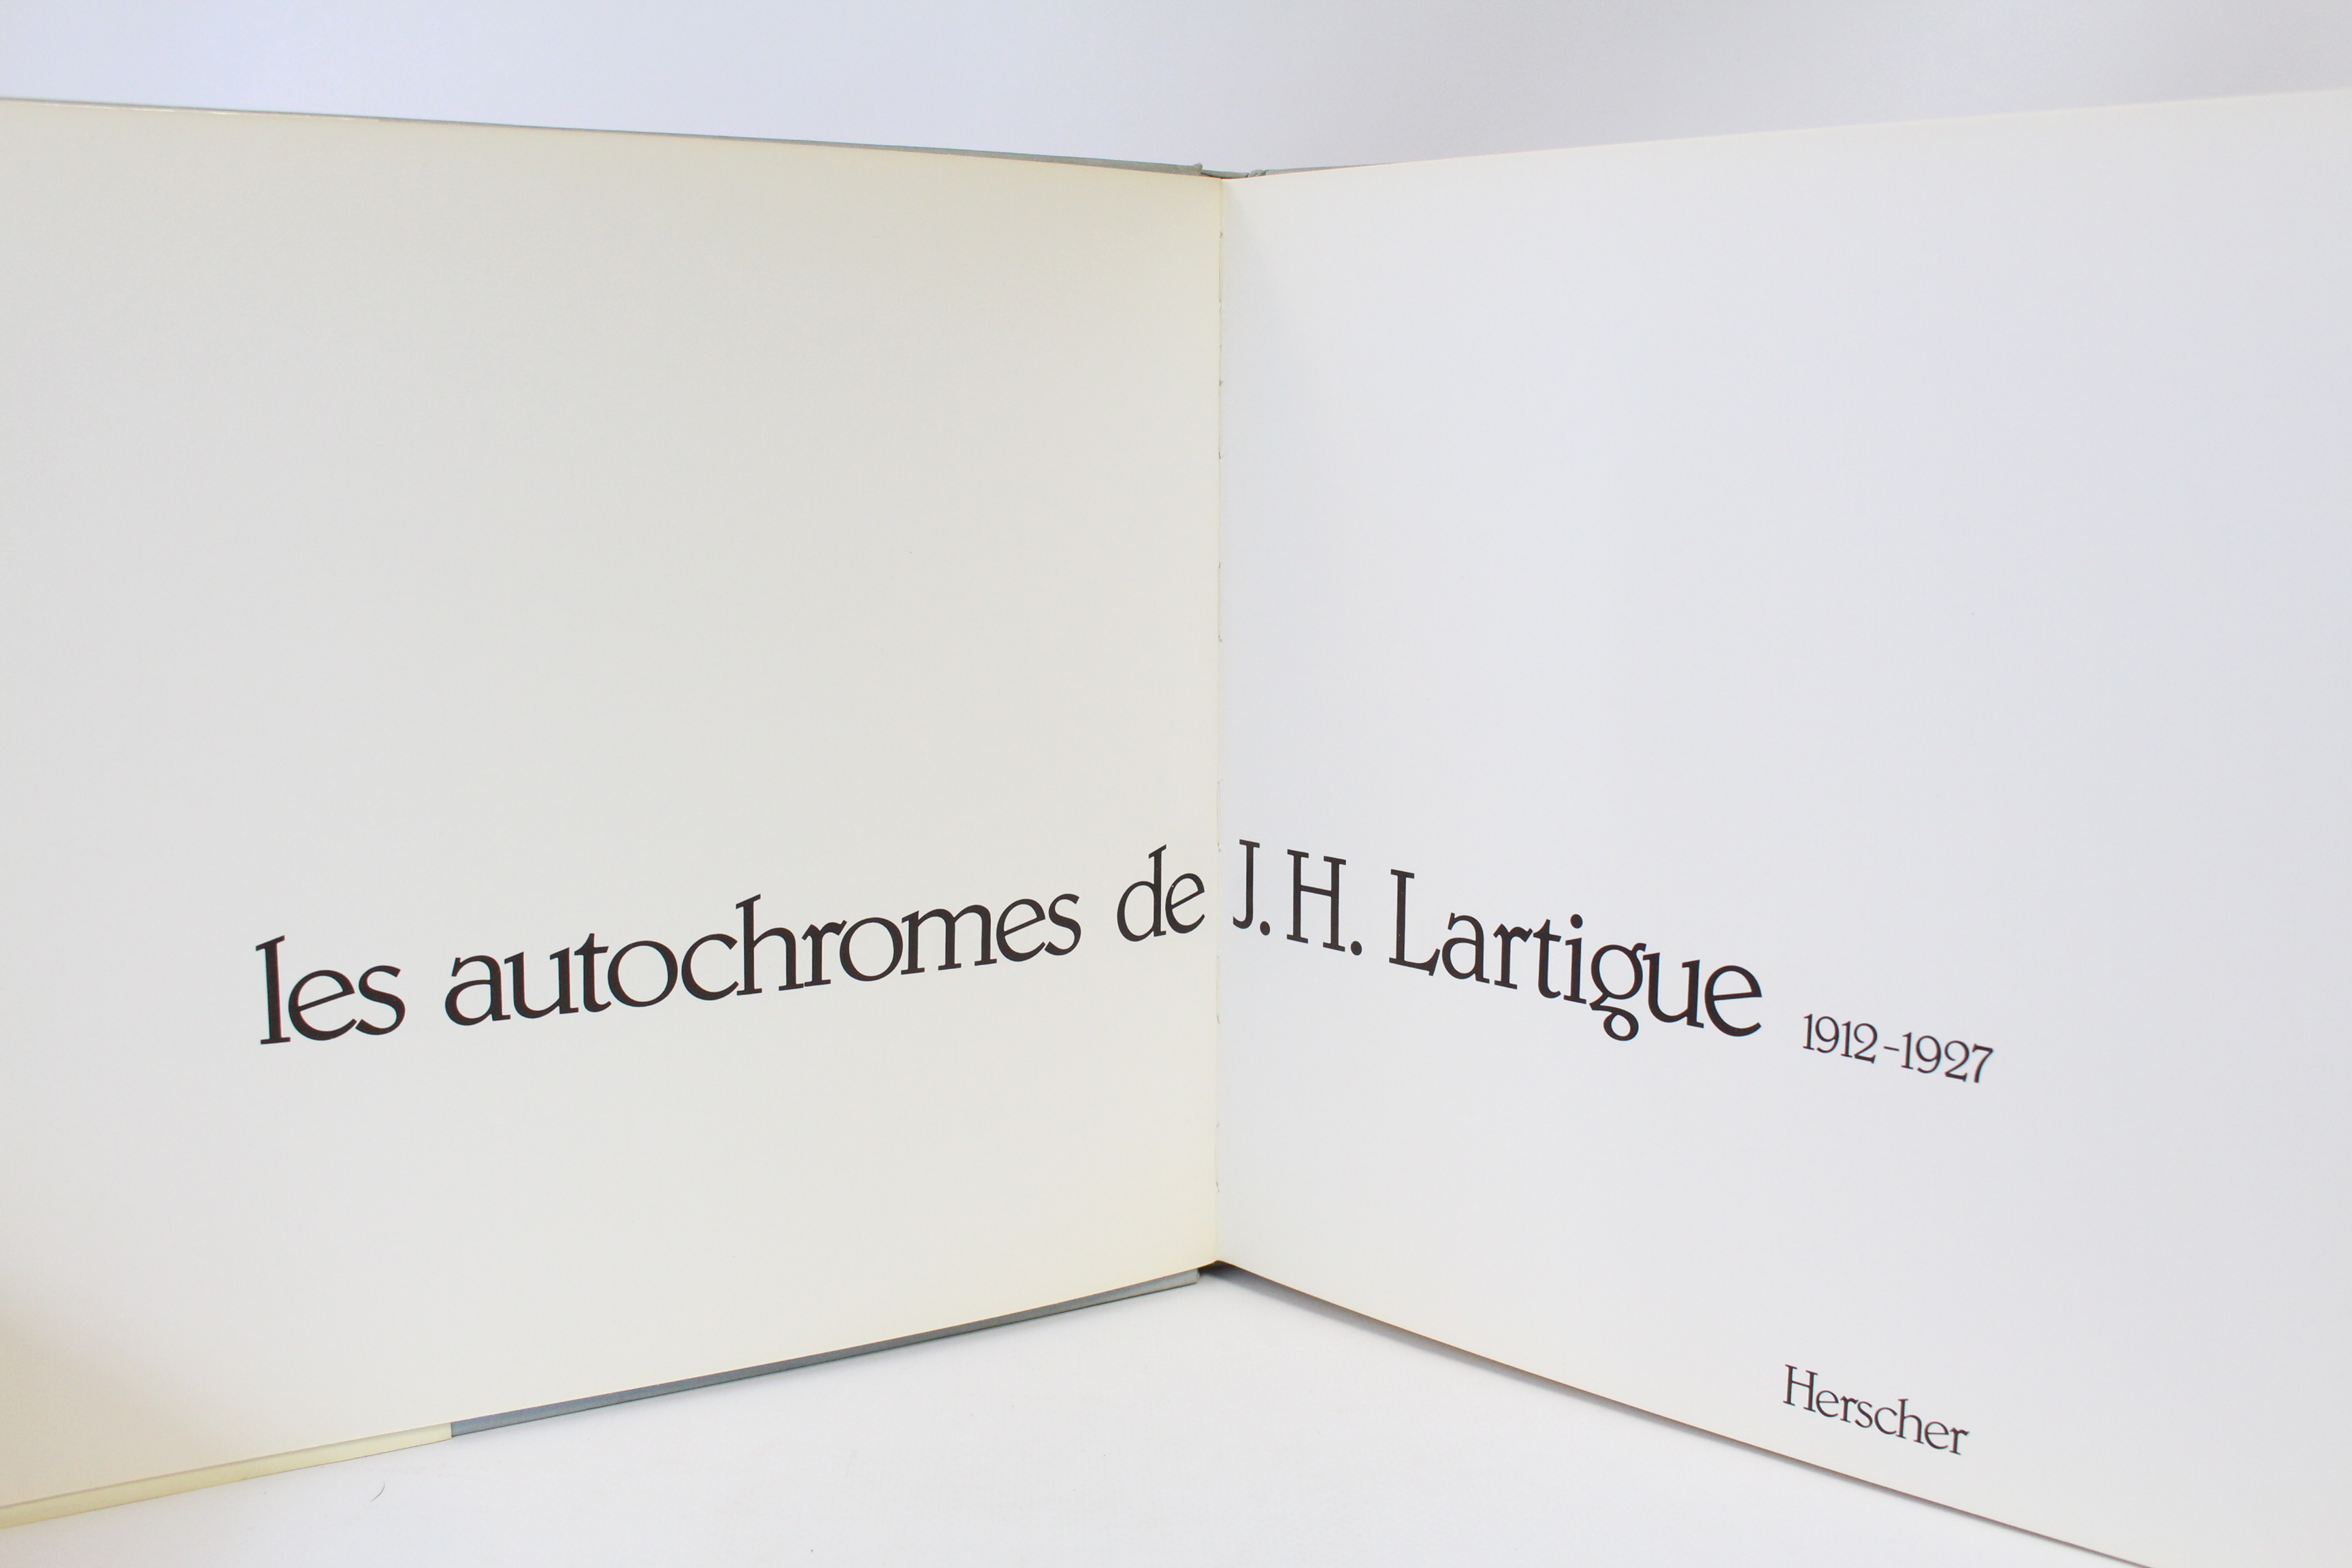 les autochromes de J. H. Lartigue 1912-1927
Herscher